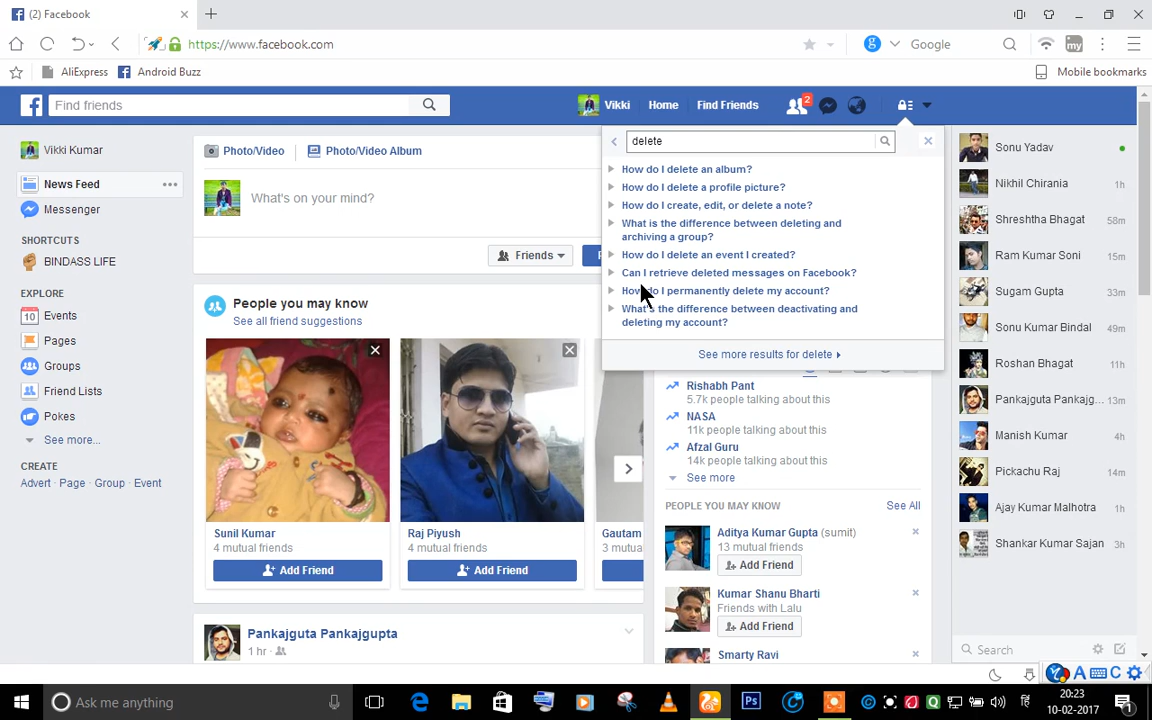 (2) Facebook
https://www.facebook.com
Google
my
AliExpress
Android Buzz
Mobile bookmarks
Find friends
Vikki
Home
Find Friends
2
Vikki Kumar
News Feed
Messenger
SHORTCUTS
BINDASS LIFE
EXPLORE
10 Events
Pages
Groups
Friend Lists
Pokes
See more...
CREATE
Advert · Page · Group · Event
Photo/Video
Photo/Video Album
What's on your mind?
Friends
People you may know
See all friend suggestions
Sunil Kumar
4 mutual friends
Add Friend
Raj Piyush
4 mutual friends
Add Friend
Gautam
3 mutua
Pankajguta Pankajgupta
1 hr ·
delete
How do I delete an album?
How do I delete a profile picture?
How do I create, edit, or delete a note?
What is the difference between deleting and
archiving a group?
How do I delete an event I created?
Can I retrieve deleted messages on Facebook?
How do I permanently delete my account?
What's the difference between deactivating and
deleting my account?
See more results for delete
Rishabh Pant
5.7k people talking about this
NASA
11k people talking about this
Afzal Guru
14k people talking about this
See more
PEOPLE YOU MAY KNOW
See All
Aditya Kumar Gupta (sumit)
13 mutual friends
Add Friend
Kumar Shanu Bharti
Friends with Lalu
Add Friend
Smarty Ravi
Sonu Yadav
Nikhil Chirania 1h
Shreshtha Bhagat 58m
Ram Kumar Soni 15m
Sugam Gupta 33m
Sonu Kumar Bindal 49m
Roshan Bhagat 11h
Pankajguta Pankajg... 13m
Manish Kumar 4h
Pickachu Raj 14m
Ajay Kumar Malhotra 1h
Shankar Kumar Sajan 3h
Search
A
C
Ask me anything
Ps
20:23
10-02-2017
1